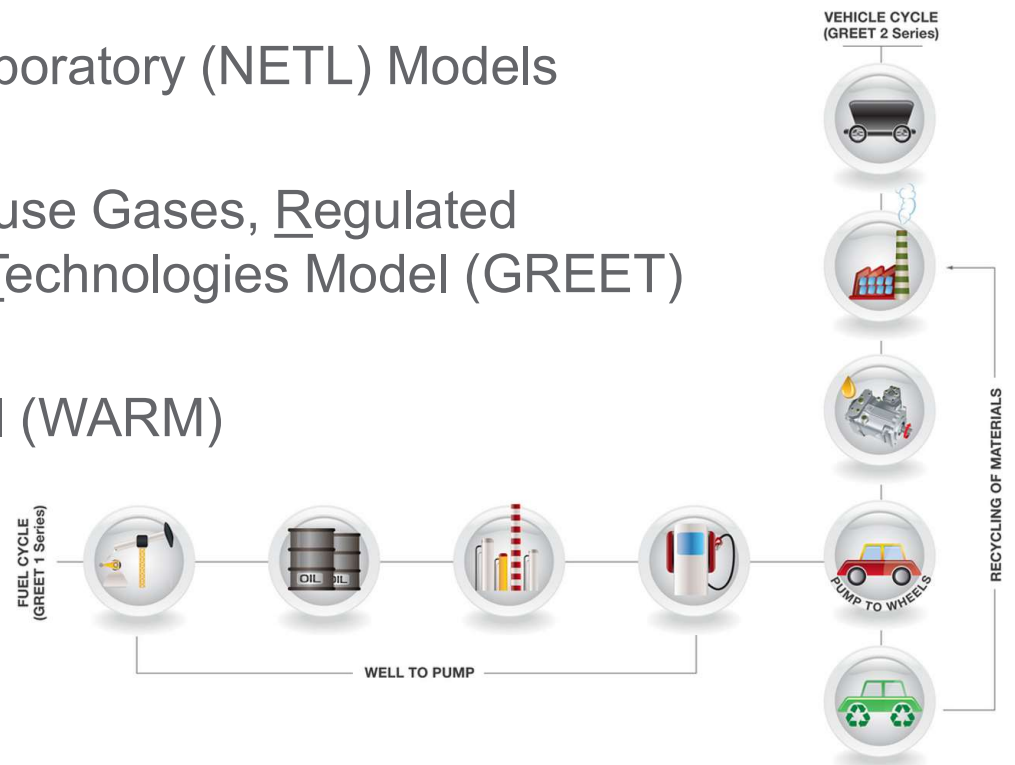 VEHICLE CYCLE
(GREET 2 Series)
boratory (NETL) Models
use Gases, Regulated
Technologies Model (GREET)
(WARM)
RECYCLING OF MATERIALS
FUEL CYCLE
(GREET 1 Series)
OIL OIL
PUMP TO WHEELS
WELL TO PUMP